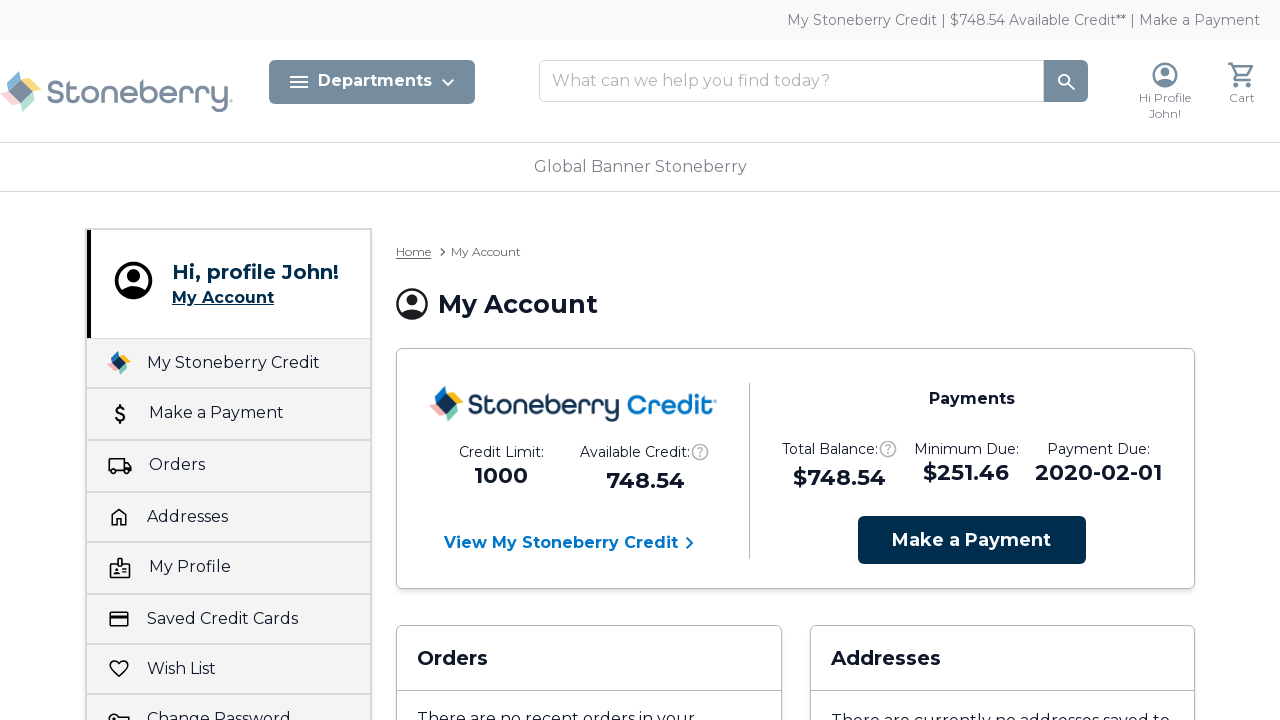 My Stoneberry Credit | $748.54 Available Credit** | Make a Payment
Stoneberry
Departments
What can we help you find today?
Hi Profile
John!
Cart
Global Banner Stoneberry
Hi, profile John!
My Account
My Stoneberry Credit
Make a Payment
Orders
Addresses
My Profile
Saved Credit Cards
Wish List
Change Password
Home > My Account
My Account
Stoneberry Credit
Credit Limit:
1000
Available Credit:
748.54
View My Stoneberry Credit
Payments
Total Balance:
$748.54
Minimum Due:
$251.46
Payment Due:
2020-02-01
Make a Payment
Orders
There are no recent orders in your
Addresses
There are currently no addresses saved to